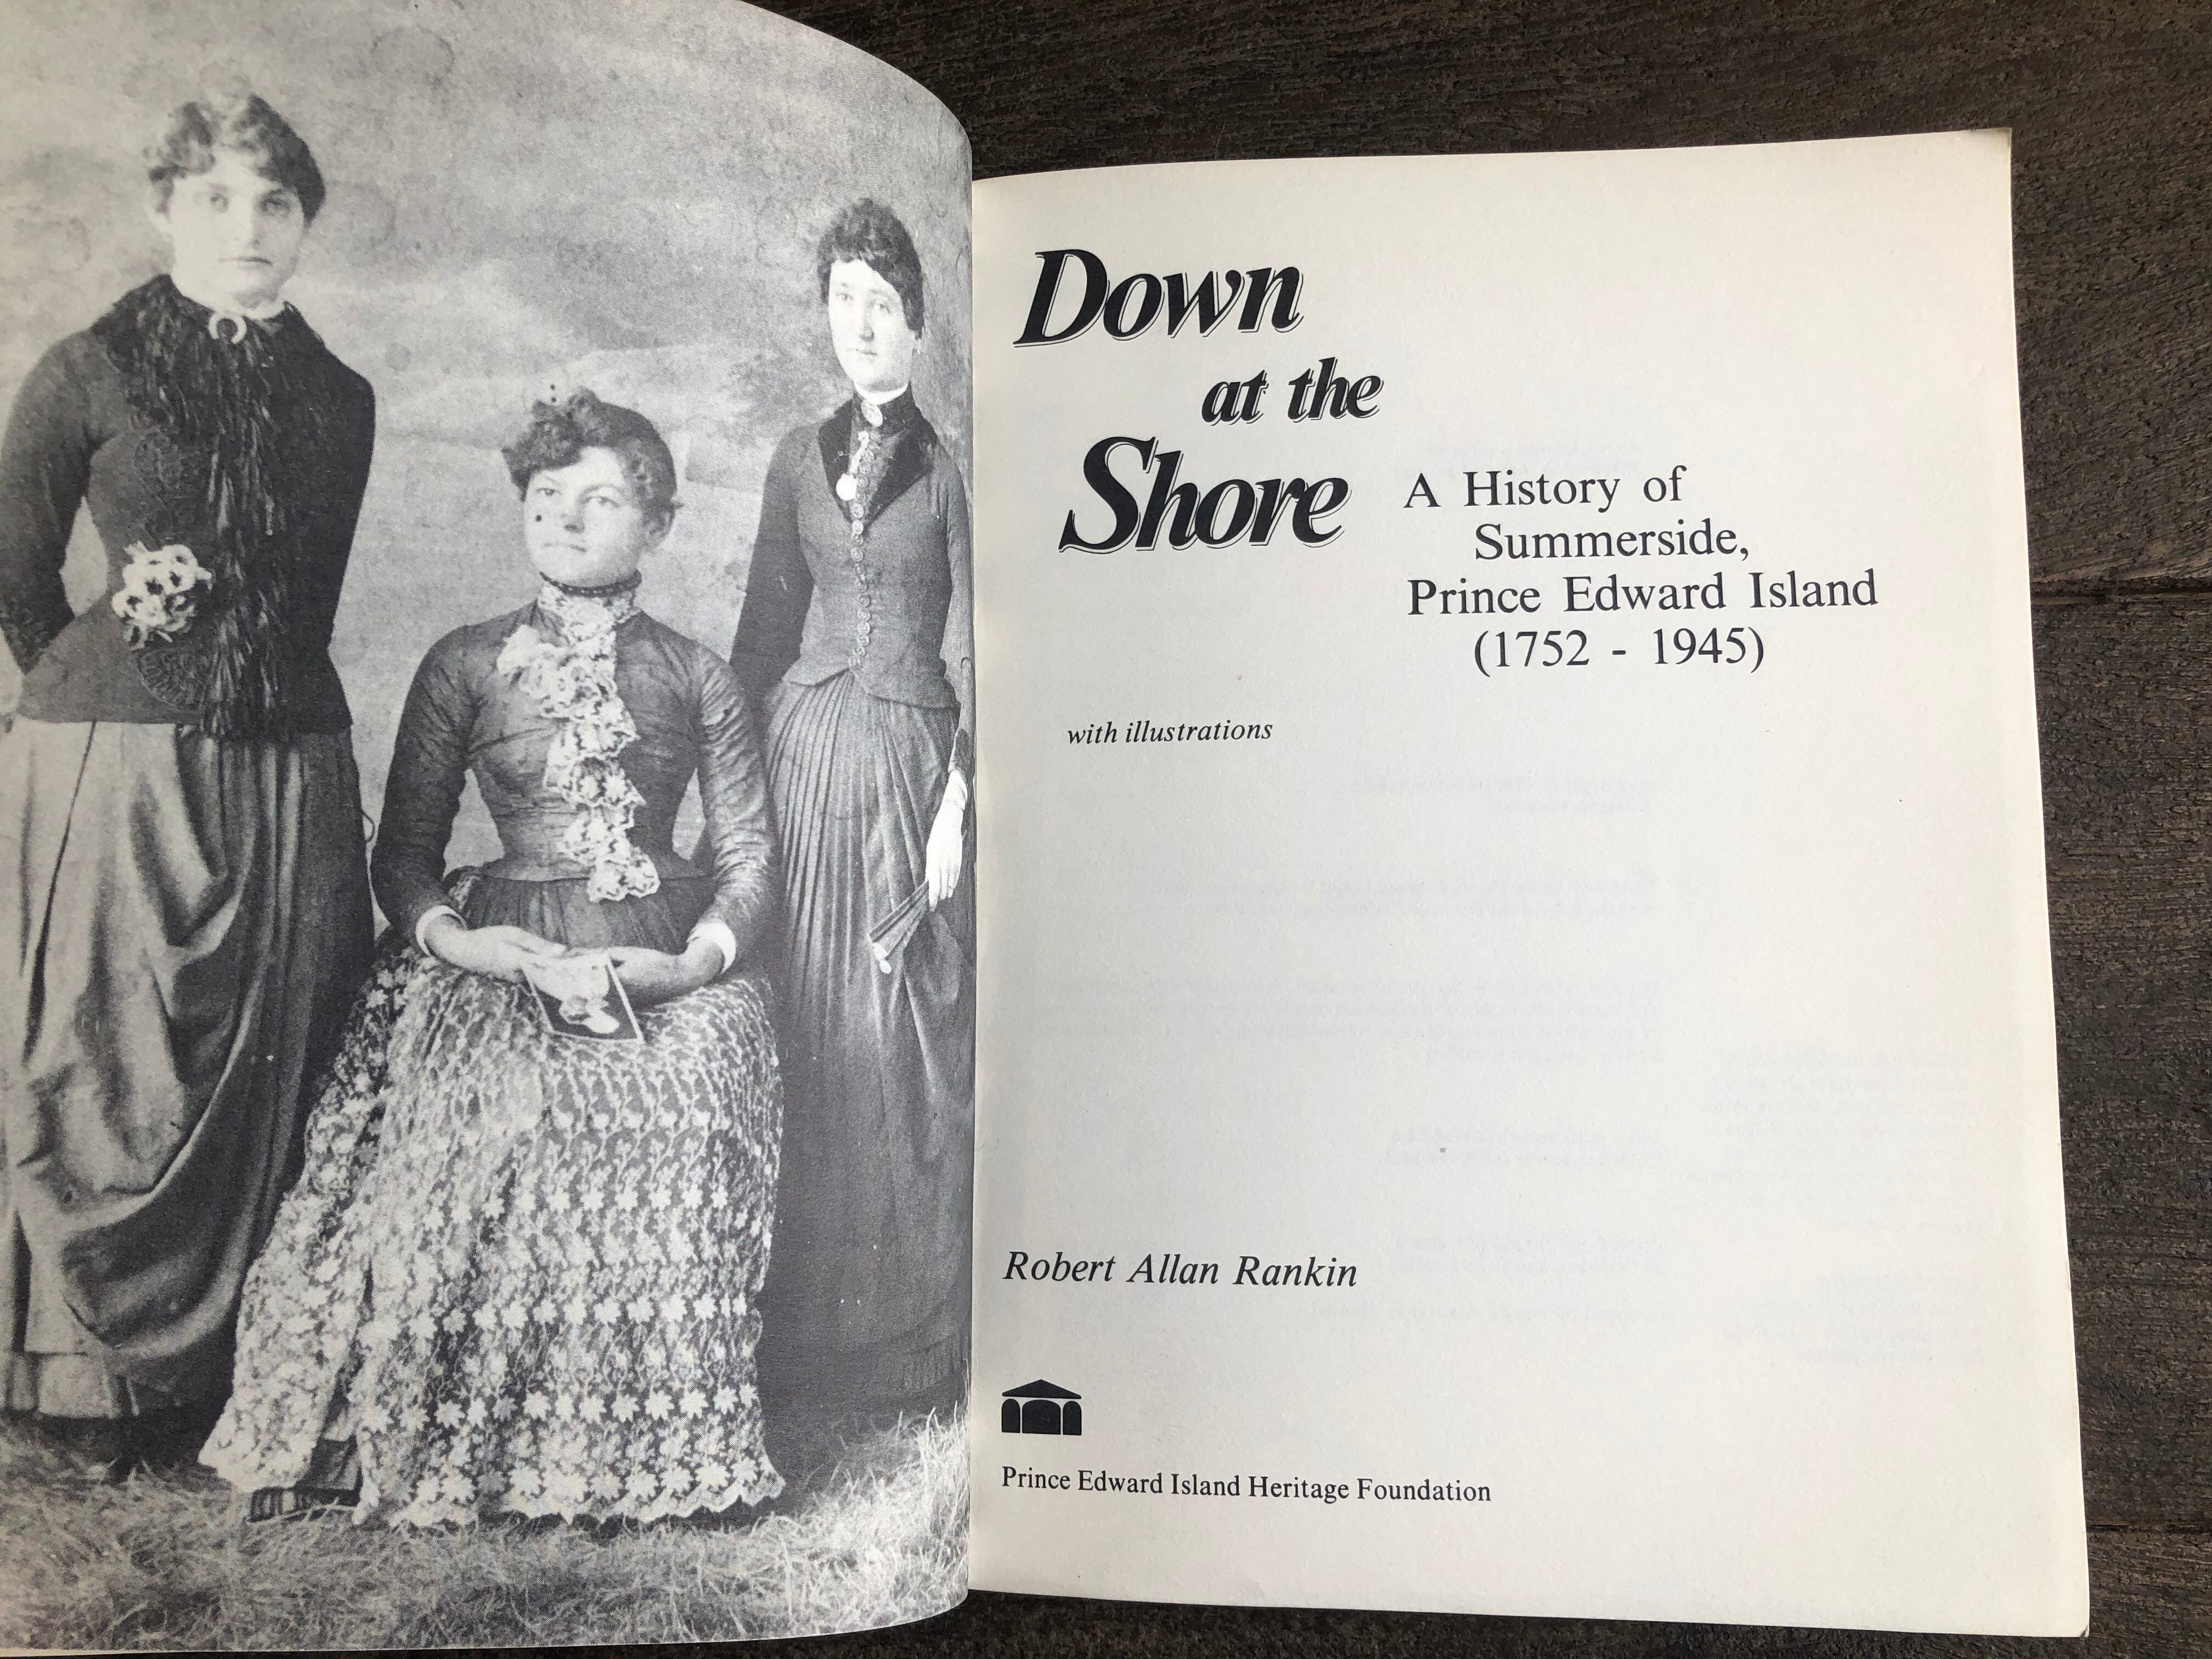 Down
at the
Shore
A History of
Summerside,
Prince Edward Island
(1752 - 1945)
with illustrations
Robert Allan Rankin
Prince Edward Island Heritage Foundation